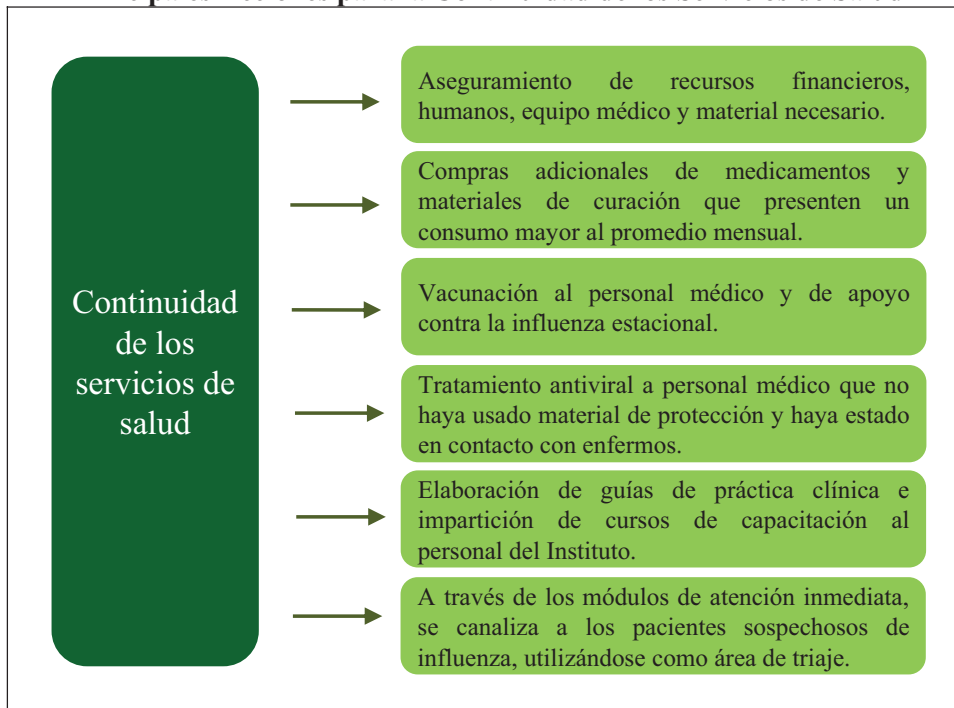 Continuidad
de los
servicios de
salud
Aseguramiento de recursos financieros,
humanos, equipo médico y material necesario.
Compras adicionales de medicamentos y
materiales de curación que presenten un
consumo mayor al promedio mensual.
Vacunación al personal médico y de apoyo
contra la influenza estacional.
Tratamiento antiviral a personal médico que no
haya usado material de protección y haya estado
en contacto con enfermos.
Elaboración de guías de práctica clínica e
impartición de cursos de capacitación al
personal del Instituto.
A través de los módulos de atención inmediata,
se canaliza a los pacientes sospechosos de
influenza, utilizándose como área de triaje.